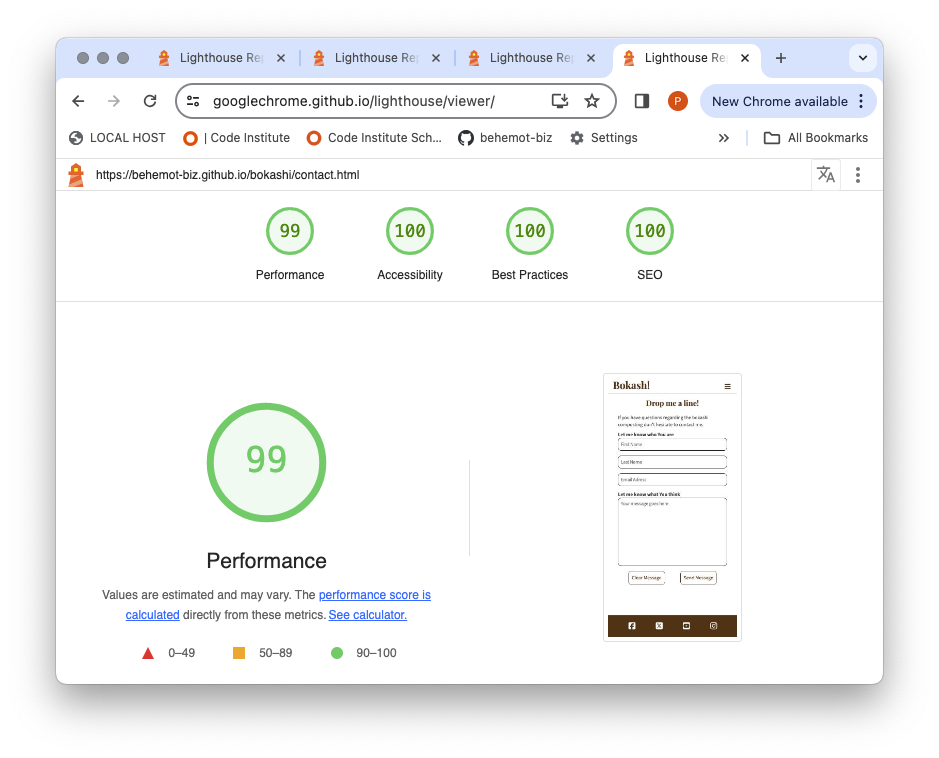 Lighthouse Re
Lighthouse Re
Lighthouse Re
Lighthouse Re
googlechrome.github.io/lighthouse/viewer/
P
New Chrome available
LOCAL HOST
| Code Institute
Code Institute Sch...
behemot-biz
Settings
All Bookmarks
https://behemot-biz.github.io/bokashi/contact.html
99
100
100
100
Performance
Accessibility
Best Practices
SEO
99
Performance
Values are estimated and may vary. The performance score is
calculated directly from these metrics. See calculator.
0–49
50–89
90–100
Bokash!
Drop me a line!
If you have questions regarding the bokashi
composting don't hesitate to contact me.
Let me know who You are
First Name
Last Name
Email Adress
Let me know what You think
Your message goes here
Clear Message
Send Message